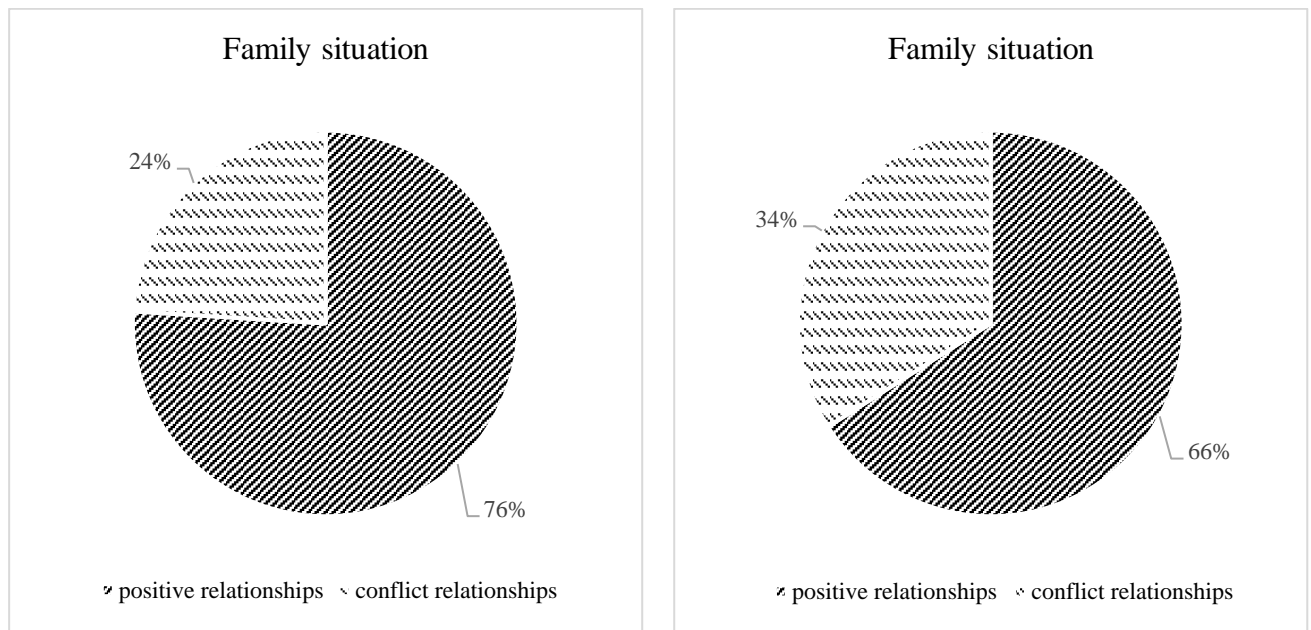 Family situation
24%
76%
positive relationships conflict relationships
Family situation
34%
66%
positive relationships conflict relationships